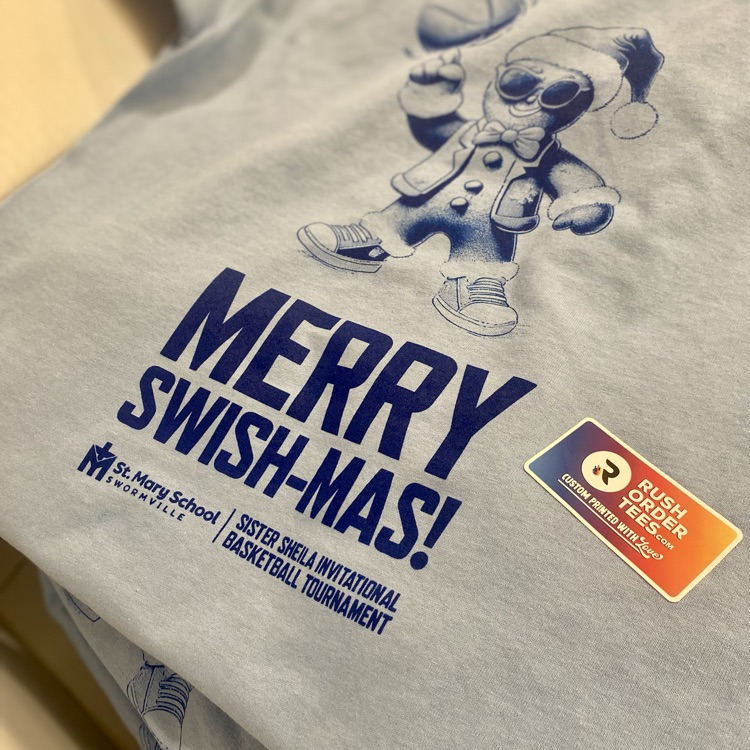 MERRY
SWISH-MAS!
St. Mary School
SWORMVILLE
SISTER SHEILA INVITATIONAL
BASKETBALL TOURNAMENT
R
RUSH
ORDER
TEES.COM
CUSTOM PRINTED WITH Love